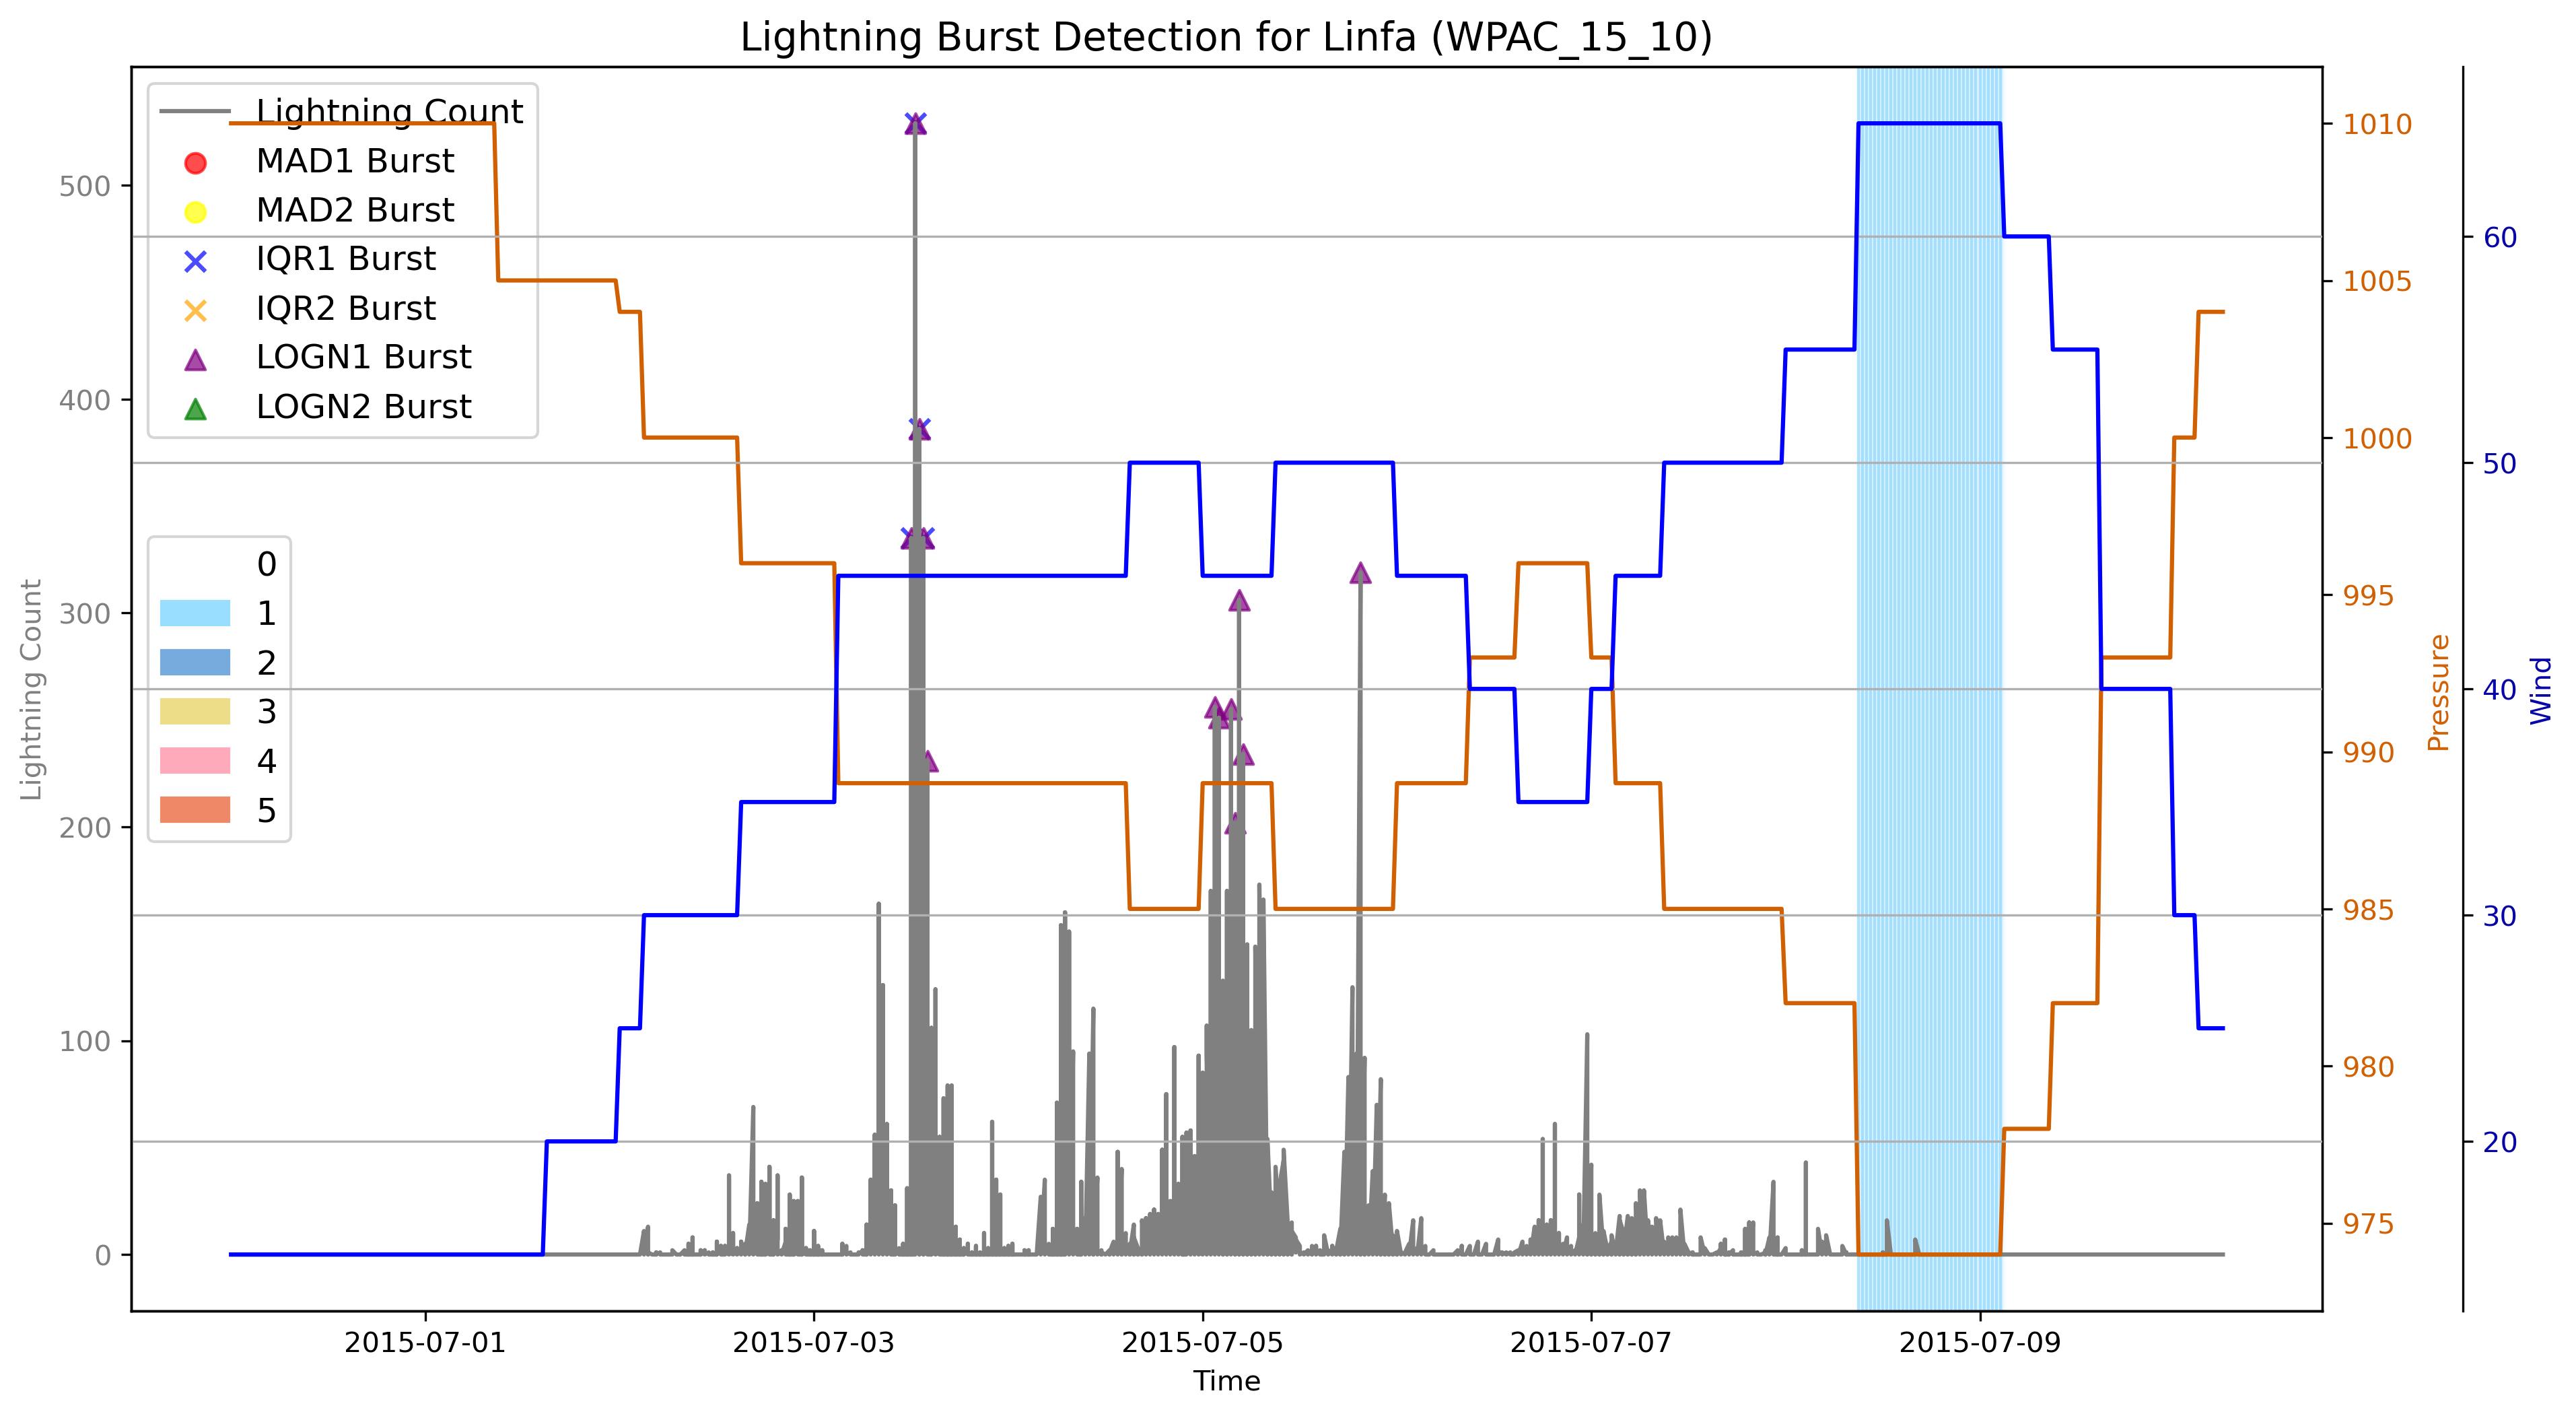 Lightning Burst Detection for Linfa (WPAC_15_10)
Lightning Count
MAD1 Burst
MAD2 Burst
IQR1 Burst
IQR2 Burst
LOGN1 Burst
LOGN2 Burst
0
1
2
3
4
5
Lightning Count
500
400
300
200
100
0
1010
1005
1000
995
990
985
980
975
Pressure
60
50
40
30
20
Wind
2015-07-01
2015-07-03
2015-07-05
2015-07-07
2015-07-09
Time